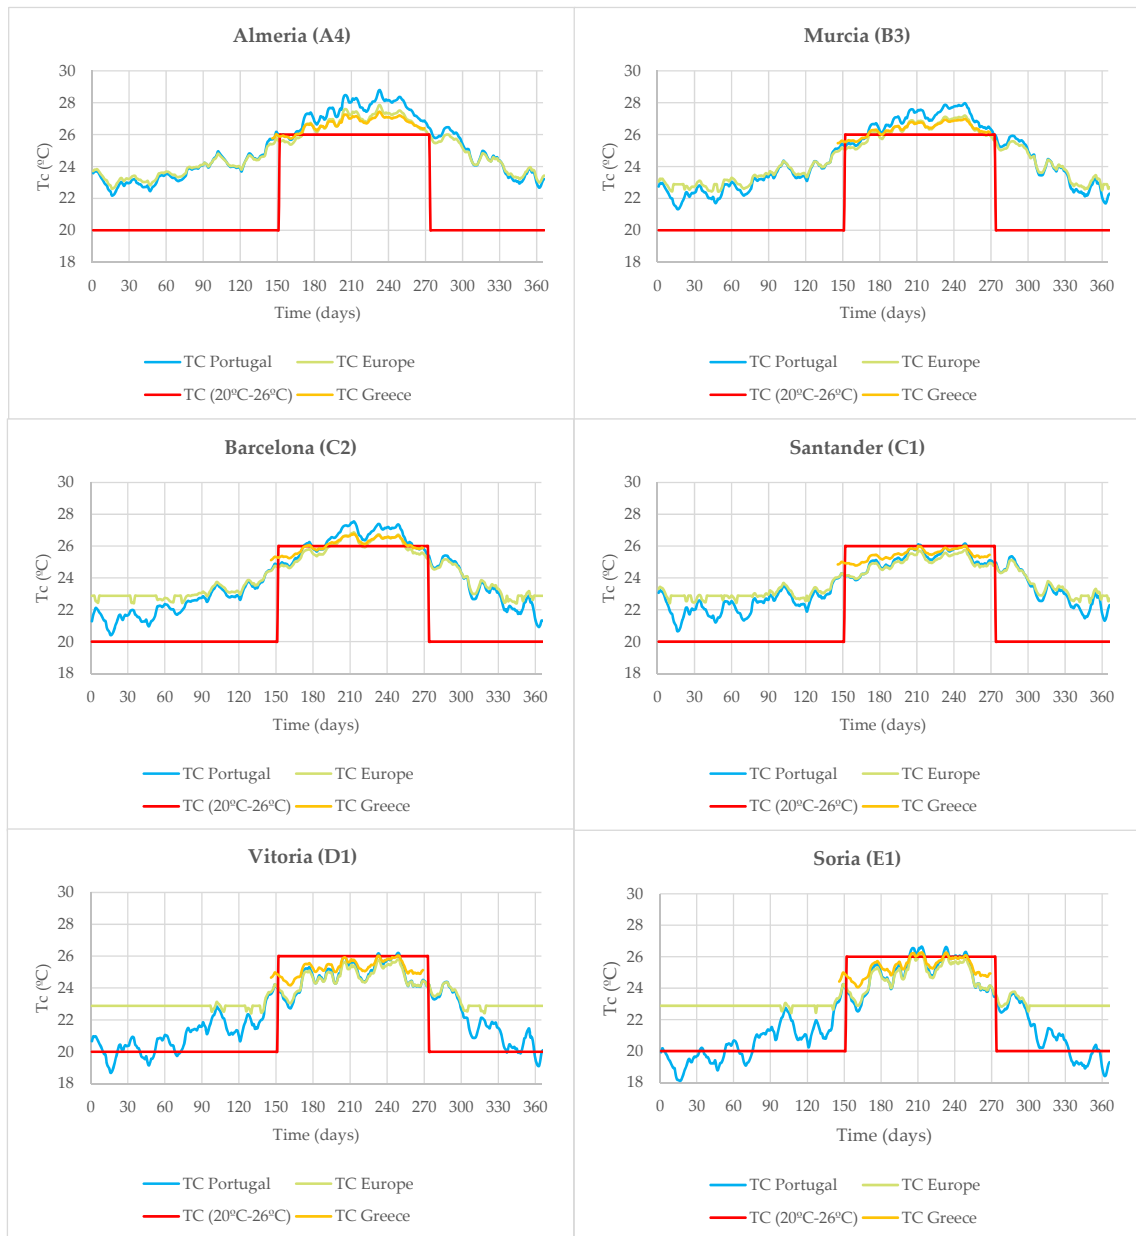 Almeria (A4)
30
28
26
24
22
20
18
Tc (ºC)
0 30 60 90 120 150 180 210 240 270 300 330 360
Time (days)
TC Portugal TC Europe
TC (20ºC-26ºC) TC Greece
Murcia (B3)
30
28
26
24
22
20
18
Tc (ºC)
0 30 60 90 120 150 180 210 240 270 300 330 360
Time (days)
TC Portugal TC Europe
TC (20ºC-26ºC) TC Greece
Barcelona (C2)
30
28
26
24
22
20
18
Tc (ºC)
0 30 60 90 120 150 180 210 240 270 300 330 360
Time (days)
TC Portugal TC Europe
TC (20ºC-26ºC) TC Greece
Santander (C1)
30
28
26
24
22
20
18
Tc (ºC)
0 30 60 90 120 150 180 210 240 270 300 330 360
Time (days)
TC Portugal TC Europe
TC (20ºC-26ºC) TC Greece
Vitoria (D1)
30
28
26
24
22
20
18
Tc (ºC)
0 30 60 90 120 150 180 210 240 270 300 330 360
Time (days)
TC Portugal TC Europe
TC (20ºC-26ºC) TC Greece
Soria (E1)
30
28
26
24
22
20
18
Tc (ºC)
0 30 60 90 120 150 180 210 240 270 300 330 360
Time (days)
TC Portugal TC Europe
TC (20ºC-26ºC) TC Greece